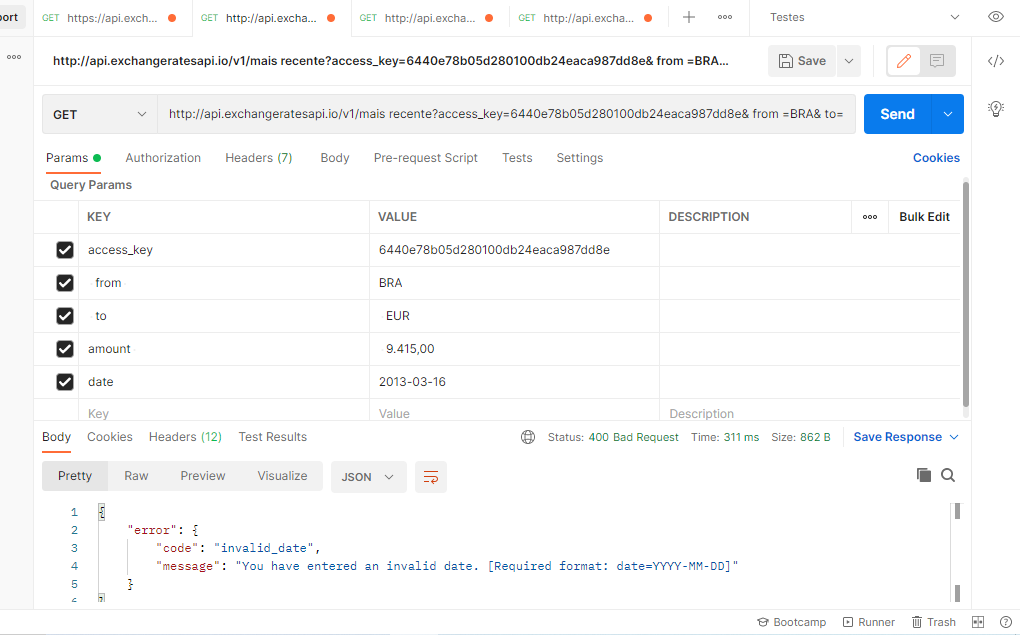 port GET https://api.exch... GET http://api.excha... GET http://api.excha... GET http://api.excha... Testes
http://api.exchangeratesapi.io/v1/mais recente?access_key=6440e78b05d280100db24eaca987dd8e& from =BRA... Save
GET http://api.exchangeratesapi.io/v1/mais recente?access_key=6440e78b05d280100db24eaca987dd8e& from =BRA& to= Send
Params Authorization Headers (7) Body Pre-request Script Tests Settings Cookies
Query Params
KEY VALUE DESCRIPTION Bulk Edit
access_key 6440e78b05d280100db24eaca987dd8e
from BRA
to EUR
amount 9.415,00
date 2013-03-16
Key Value Description
Body Cookies Headers (12) Test Results Status: 400 Bad Request Time: 311 ms Size: 862 B Save Response
Pretty Raw Preview Visualize JSON
1 {
2 "error": {
3 "code": "invalid_date",
4 "message": "You have entered an invalid date. [Required format: date=YYYY-MM-DD]"
5 }
6 }
Bootcamp Runner Trash